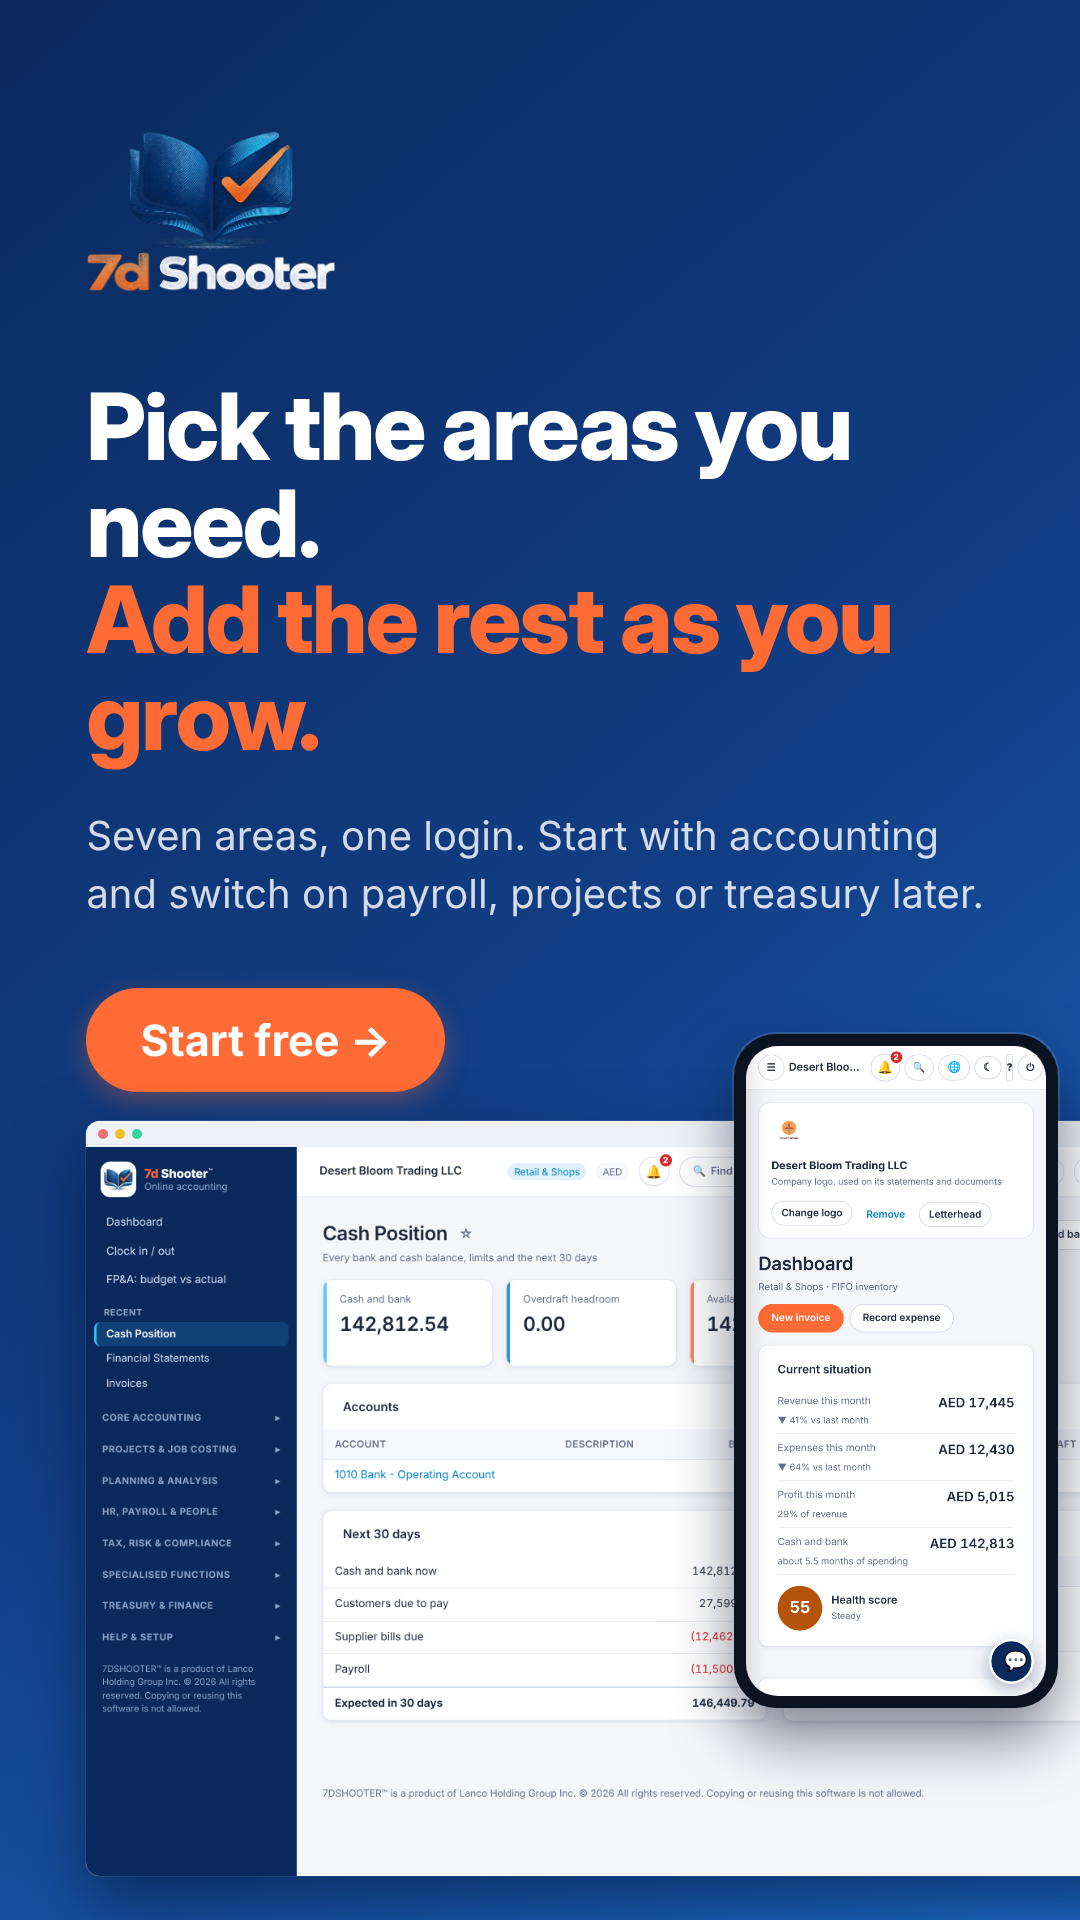 7d Shooter
Pick the areas you
need.
Add the rest as you
grow.
Seven areas, one login. Start with accounting
and switch on payroll, projects or treasury later.
Start free →
7d Shooter™
Online accounting
Dashboard
Clock in / out
FP&A: budget vs actual
RECENT
Cash Position
Financial Statements
Invoices
CORE ACCOUNTING
PROJECTS & JOB COSTING
PLANNING & ANALYSIS
HR, PAYROLL & PEOPLE
TAX, RISK & COMPLIANCE
SPECIALISED FUNCTIONS
TREASURY & FINANCE
HELP & SETUP
7DSHOOTER™ is a product of Lanco
Holding Group Inc. © 2026 All rights
reserved. Copying or reusing this
software is not allowed.
Desert Bloom Trading LLC
Retail & Shops
AED
2
Find
Cash Position ☆
Every bank and cash balance, limits and the next 30 days
Cash and bank
142,812.54
Overdraft headroom
0.00
Accounts
ACCOUNT DESCRIPTION
1010 Bank - Operating Account
Next 30 days
Cash and bank now 142,812
Customers due to pay 27,599
Supplier bills due (12,462
Payroll (11,500
Expected in 30 days 146,449.79
7DSHOOTER™ is a product of Lanco Holding Group Inc. © 2026 All rights reserved. Copying or reusing this software is not allowed.
Desert Bloo...
2
?
Desert Bloom Trading LLC
Company logo, used on its statements and documents
Change logo Remove Letterhead
Dashboard
Retail & Shops · FIFO inventory
New invoice Record expense
Current situation
Revenue this month AED 17,445
▼ 41% vs last month
Expenses this month AED 12,430
▼ 64% vs last month
Profit this month AED 5,015
29% of revenue
Cash and bank AED 142,813
about 5.5 months of spending
55
Health score
Steady